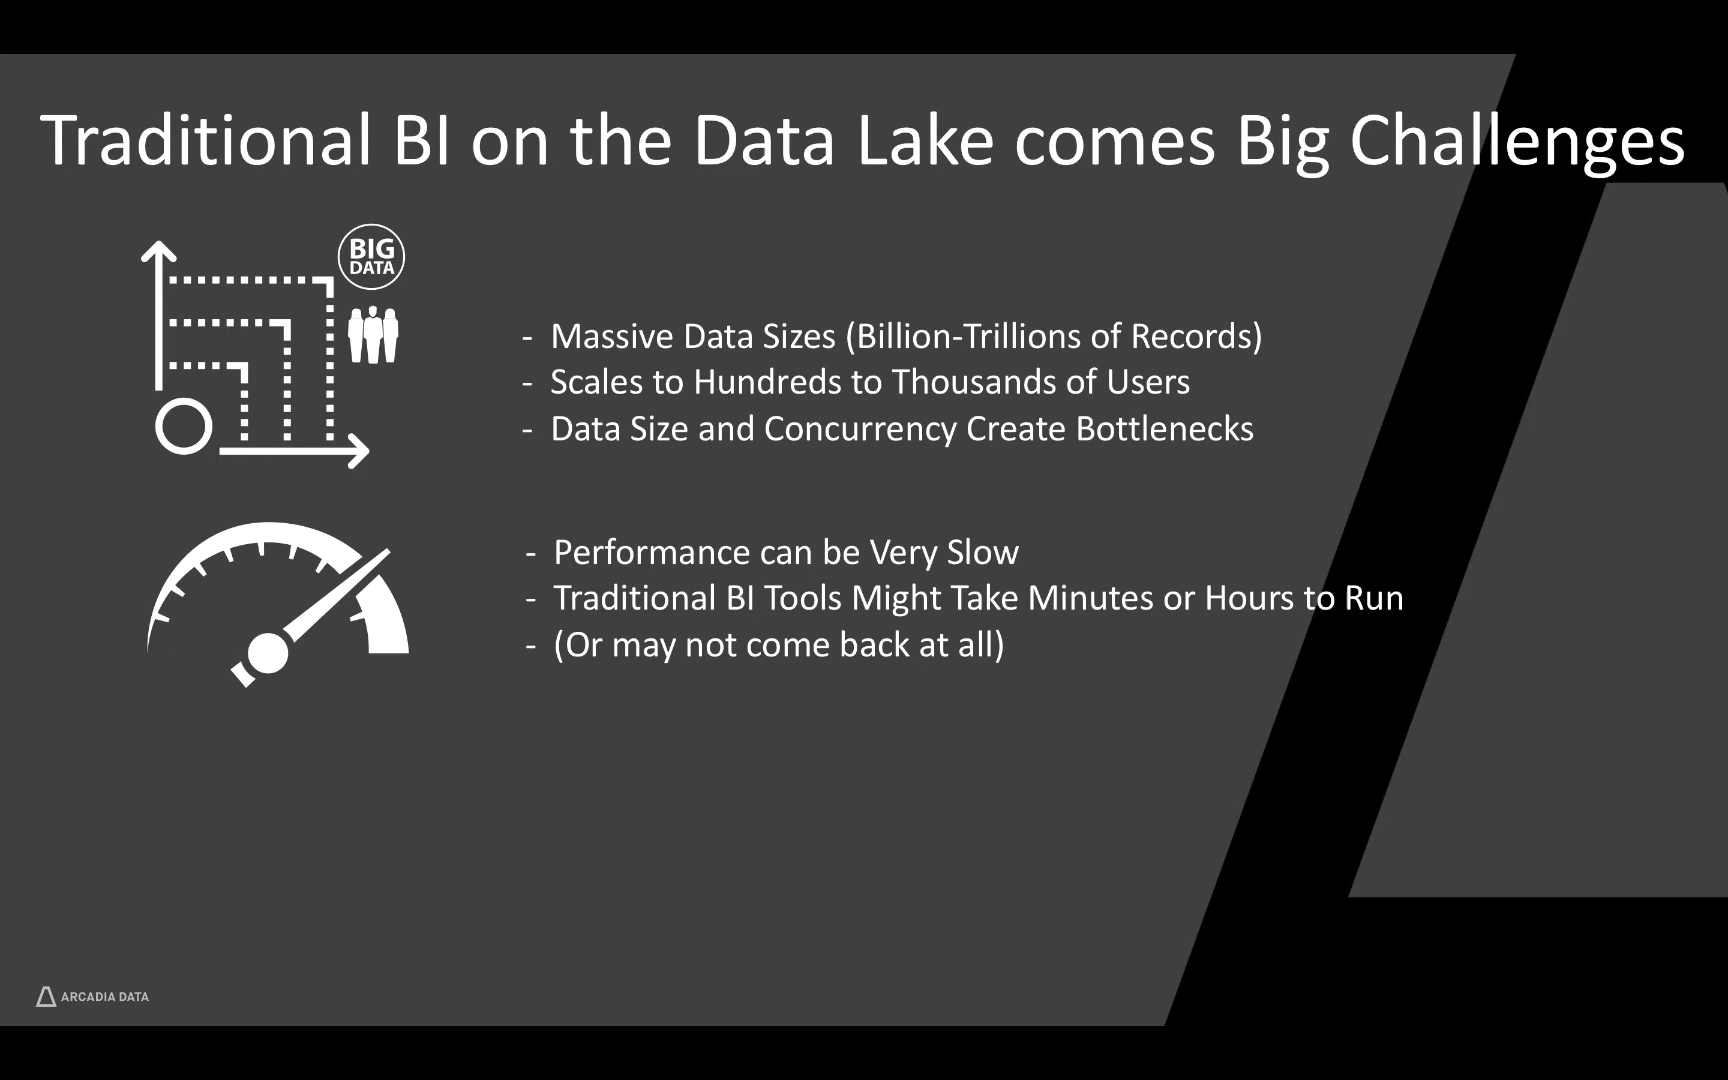 Traditional BI on the Data Lake comes Big Challenges
BIG
DATA
- Massive Data Sizes (Billion-Trillions of Records)
- Scales to Hundreds to Thousands of Users
- Data Size and Concurrency Create Bottlenecks
- Performance can be Very Slow
- Traditional BI Tools Might Take Minutes or Hours to Run
- (Or may not come back at all)
ARCADIA DATA